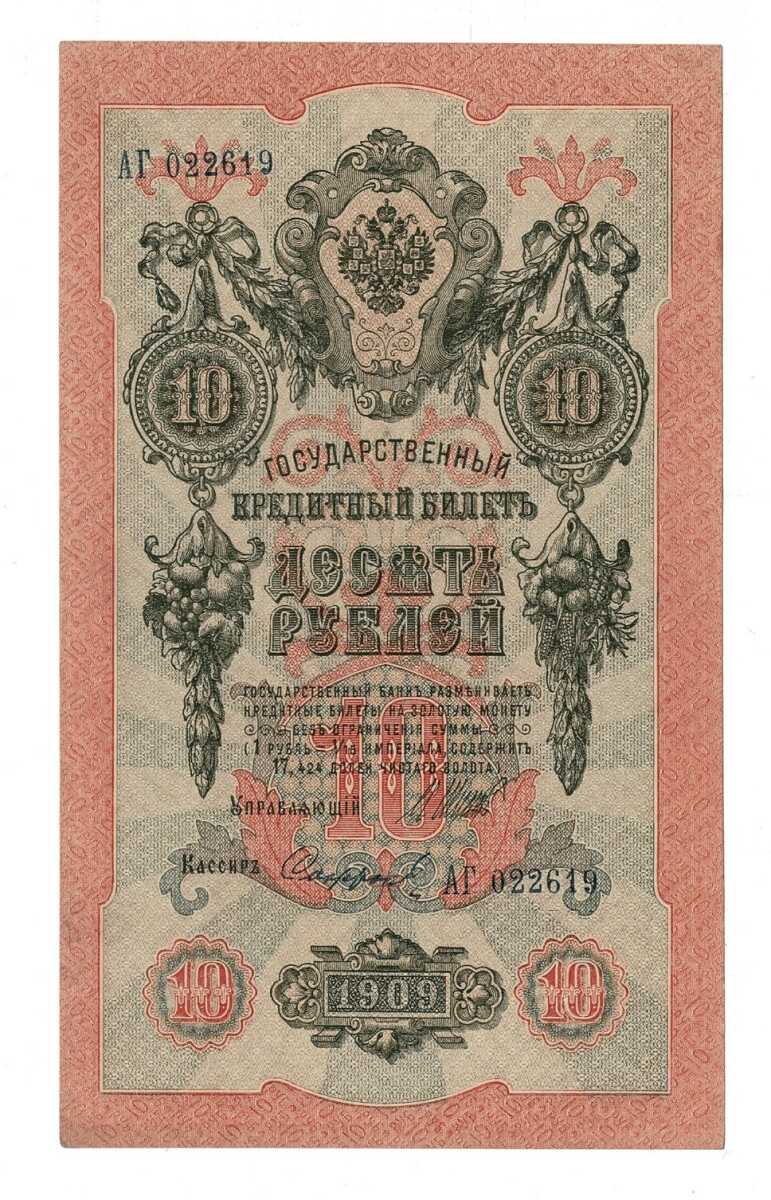 АГ 022619
10 10
ГОСУДАРСТВЕННЫЙ
КРЕДИТНЫЙ БИЛЕТЪ
ДЕСЯТЬ
РУБЛЕЙ
ГОСУДАРСТВЕННЫЙ БАНКЪ РАЗМѢНИВАЕТЪ
КРЕДИТНЫЕ БИЛЕТЫ НА ЗОЛОТУЮ МОНЕТУ
БЕЗЪ ОГРАНИЧЕНІЯ СУММЫ
(1 РУБЛЬ = 1/15 ИМПЕРІАЛА, СОДЕРЖИТЪ
17,424 ДОЛЕЙ ЧИСТАГО ЗОЛОТА)
10
УПРАВЛЯЮЩІЙ
КАССИРЪ
АГ 022619
10 1909 10